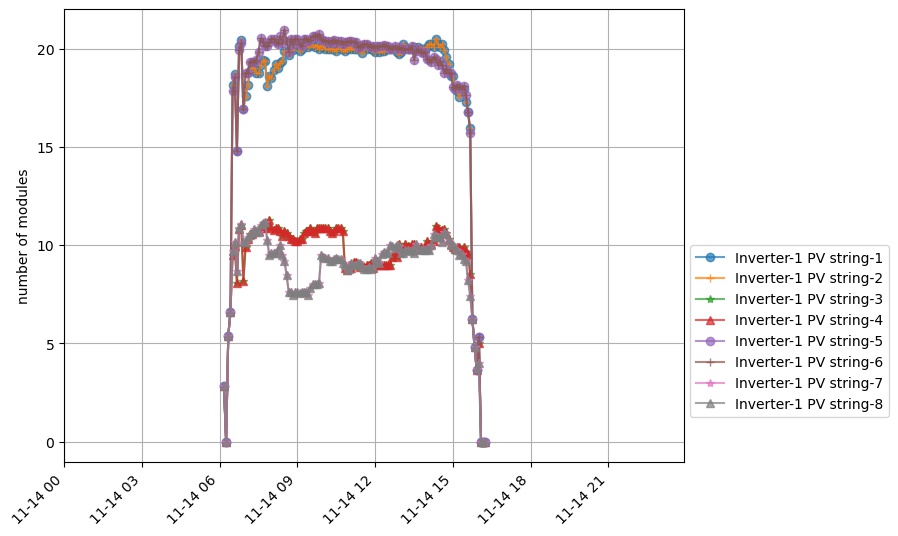 20
15
10
5
0
number of modules
11-14 00
11-14 03
11-14 06
11-14 09
11-14 12
11-14 15
11-14 18
11-14 21
Inverter-1 PV string-1
Inverter-1 PV string-2
Inverter-1 PV string-3
Inverter-1 PV string-4
Inverter-1 PV string-5
Inverter-1 PV string-6
Inverter-1 PV string-7
Inverter-1 PV string-8